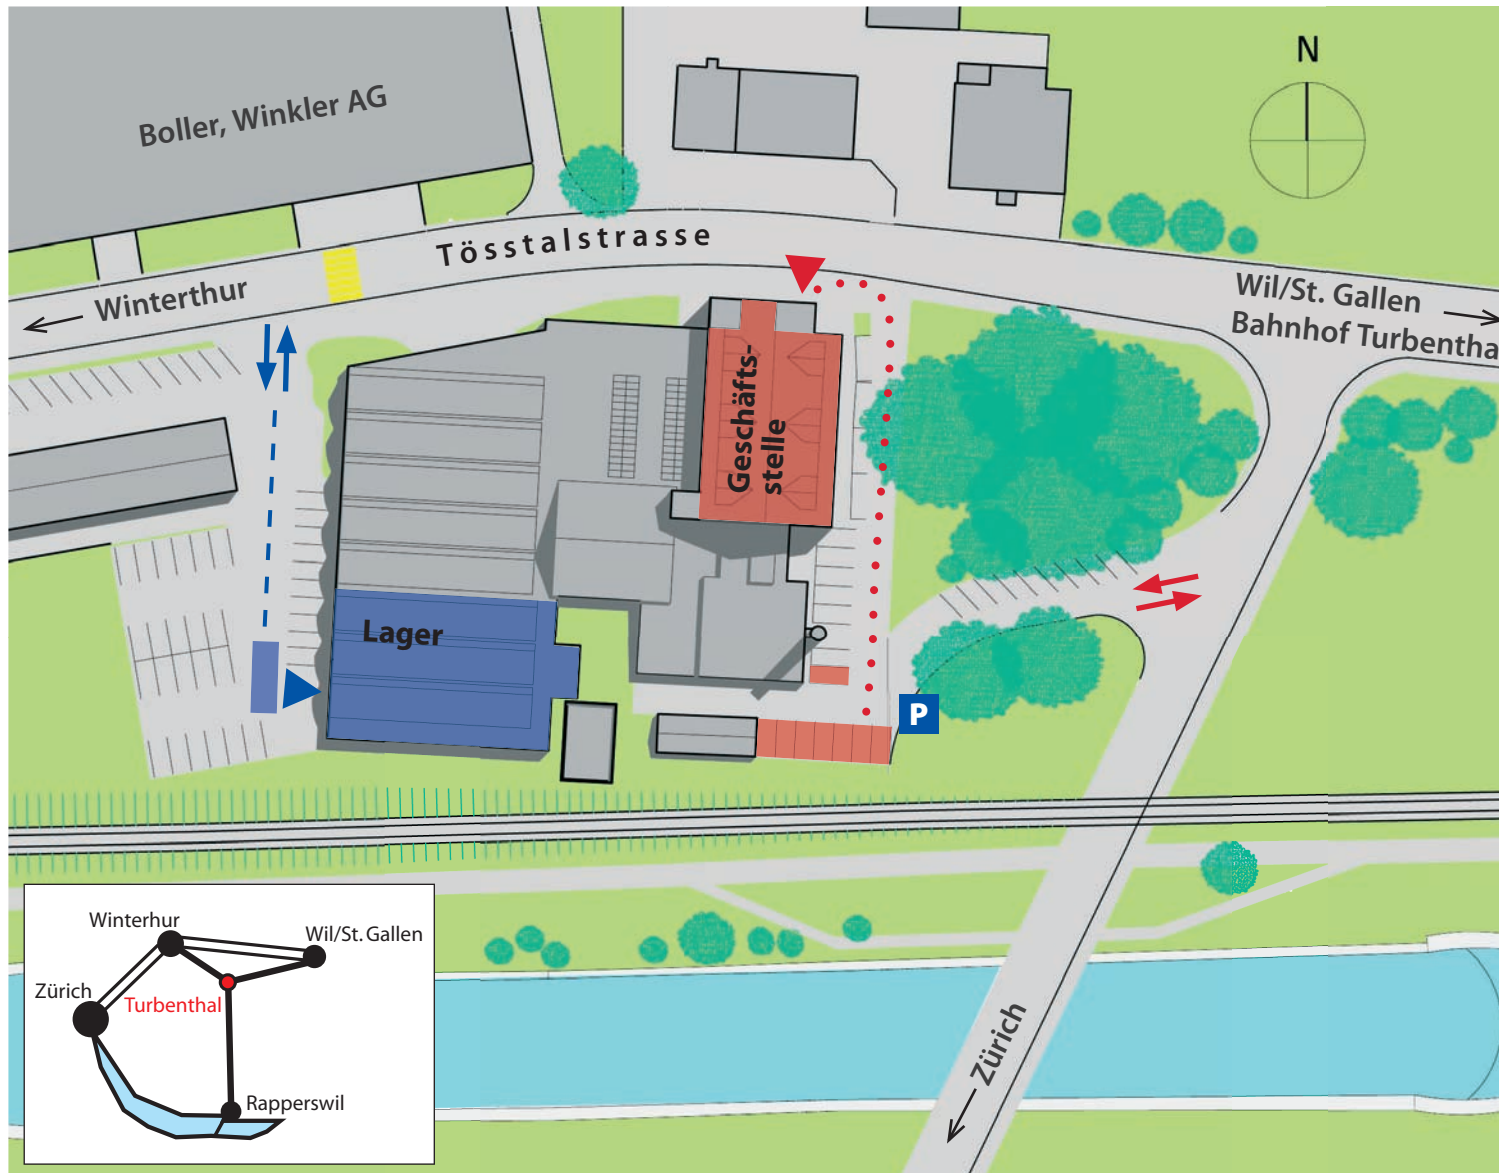 N
Boller, Winkler AG
Tösstalstrasse
Winterthur
Wil/St. Gallen
Bahnhof Turbentha
Geschäfts-
stelle
Lager
P
Winterhur
Wil/St. Gallen
Zürich
Turbenthal
Rapperswil
Zürich